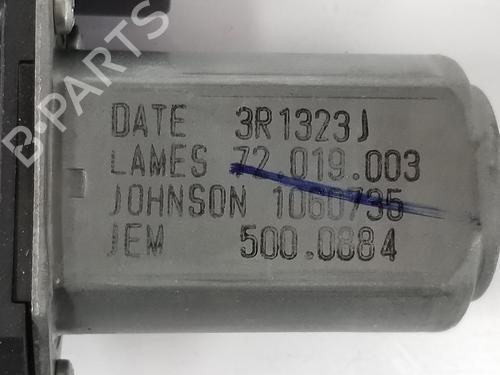 DATE 3R1323J
LAMES 72.019.003
JOHNSON 1060735
JEM 500.0884
B-PARTS